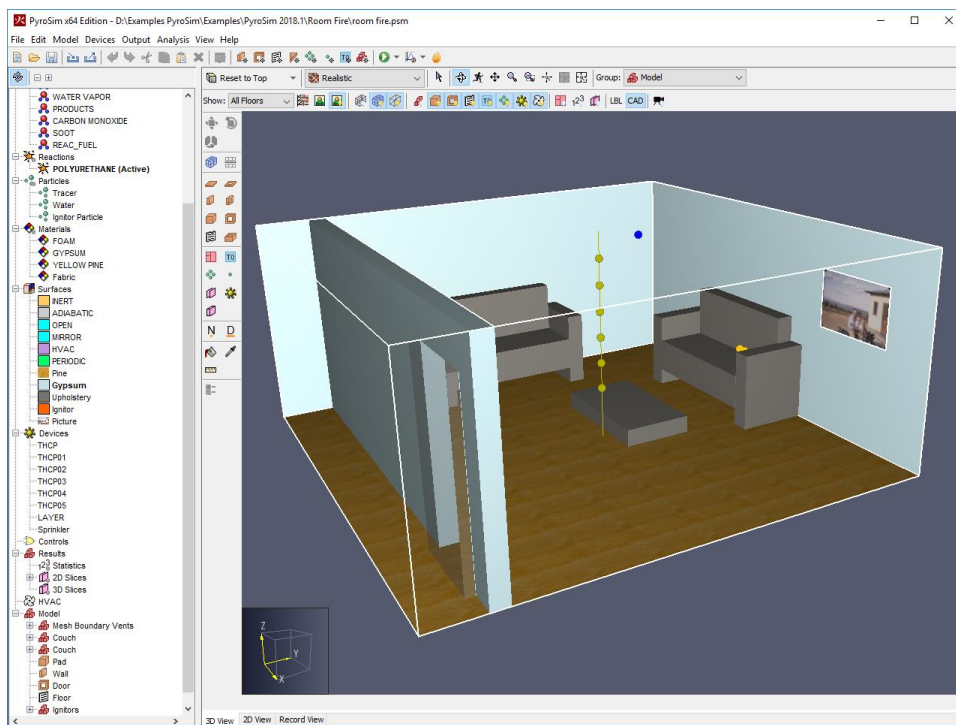 PyroSim x64 Edition - D:\Examples PyroSim\Examples\PyroSim 2018.1\Room Fire\room fire.psm
File Edit Model Devices Output Analysis View Help
Reset to Top
Realistic
Group: Model
Show: All Floors
LBL CAD
WATER VAPOR
PRODUCTS
CARBON MONOXIDE
SOOT
REAC_FUEL
Reactions
POLYURETHANE (Active)
Particles
Tracer
Water
Ignitor Particle
Materials
FOAM
GYPSUM
YELLOW PINE
Fabric
Surfaces
INERT
ADIABATIC
OPEN
MIRROR
HVAC
PERIODIC
Pine
Gypsum
Upholstery
Ignitor
Picture
Devices
THCP
THCP01
THCP02
THCP03
THCP04
THCP05
LAYER
Sprinkler
Controls
Results
Statistics
2D Slices
3D Slices
HVAC
Model
Mesh Boundary Vents
Couch
Couch
Pad
Wall
Door
Floor
Ignitors
N D
Z
Y
X
3D View 2D View Record View